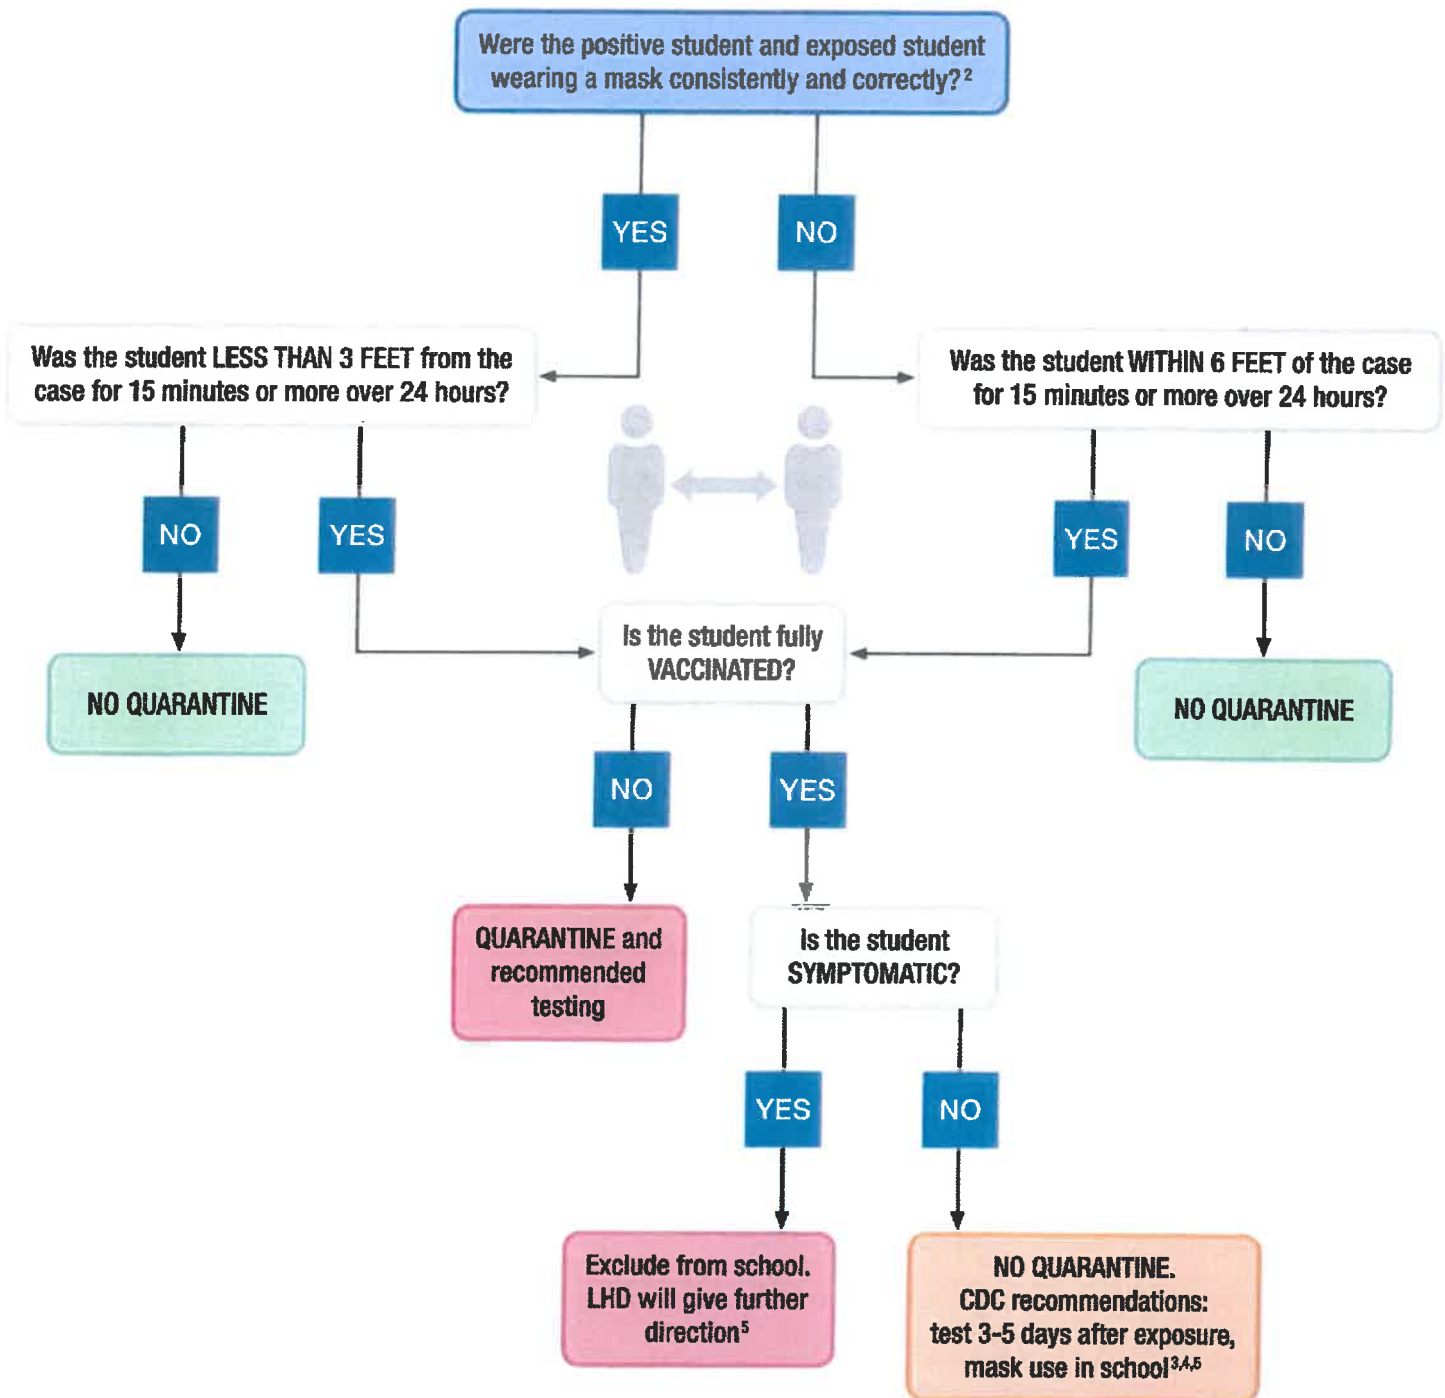 Were the positive student and exposed student
wearing a mask consistently and correctly?²
YES
NO
Was the student LESS THAN 3 FEET from the
case for 15 minutes or more over 24 hours?
Was the student WITHIN 6 FEET of the case
for 15 minutes or more over 24 hours?
NO
YES
YES
NO
NO QUARANTINE
Is the student fully
VACCINATED?
NO QUARANTINE
NO
YES
QUARANTINE and
recommended
testing
Is the student
SYMPTOMATIC?
YES
NO
Exclude from school.
LHD will give further
direction⁵
NO QUARANTINE.
CDC recommendations:
test 3–5 days after exposure,
mask use in school³,⁴,⁵